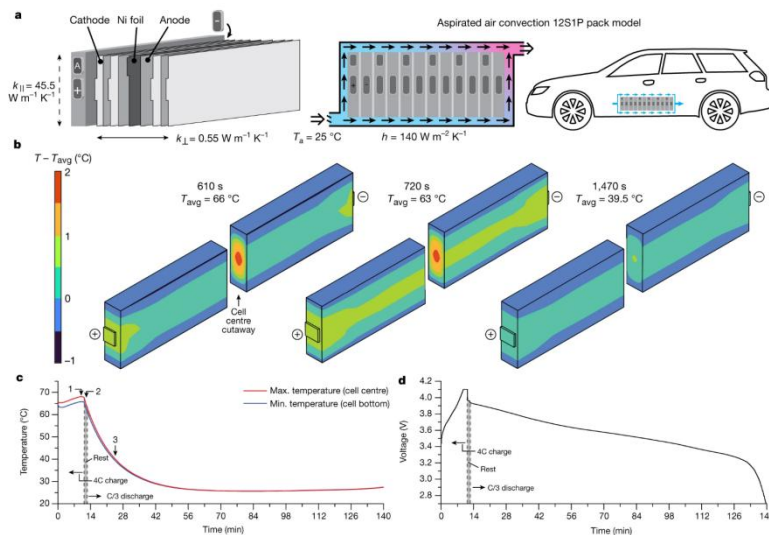 a
Cathode Ni foil Anode
Aspirated air convection 12S1P pack model
A
+
−
k|| = 45.5
W m−1 K−1
k⊥ = 0.55 W m−1 K−1
Ta = 25 °C
h = 140 W m−2 K−1
b
T − Tavg (°C)
2
1
0
−1
610 s
Tavg = 66 °C
720 s
Tavg = 63 °C
1,470 s
Tavg = 39.5 °C
−
−
−
Cell
centre
cutaway
+
+
+
c
Temperature (°C)
70
60
50
40
30
20
1
2
3
Max. temperature (cell centre)
Min. temperature (cell bottom)
Rest
4C charge
C/3 discharge
0 14 28 42 56 70 84 98 112 126 140
Time (min)
d
Voltage (V)
4.2
4.0
3.8
3.6
3.4
3.2
3.0
2.8
4C charge
Rest
C/3 discharge
0 14 28 42 56 70 84 98 112 126 140
Time (min)